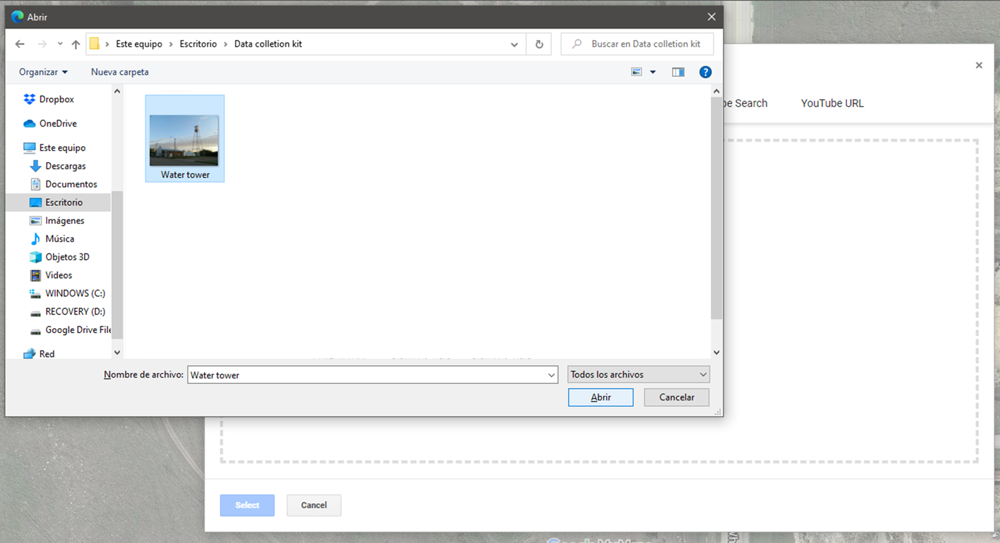 Abrir
Este equipo > Escritorio > Data colletion kit
Buscar en Data colletion kit
Organizar
Nueva carpeta
?
Dropbox
OneDrive
Este equipo
Descargas
Documentos
Escritorio
Imágenes
Música
Objetos 3D
Videos
WINDOWS (C:)
RECOVERY (D:)
Google Drive File
Red
Water tower
Nombre de archivo:
Water tower
Todos los archivos
Abrir
Cancelar
be Search
YouTube URL
Select
Cancel